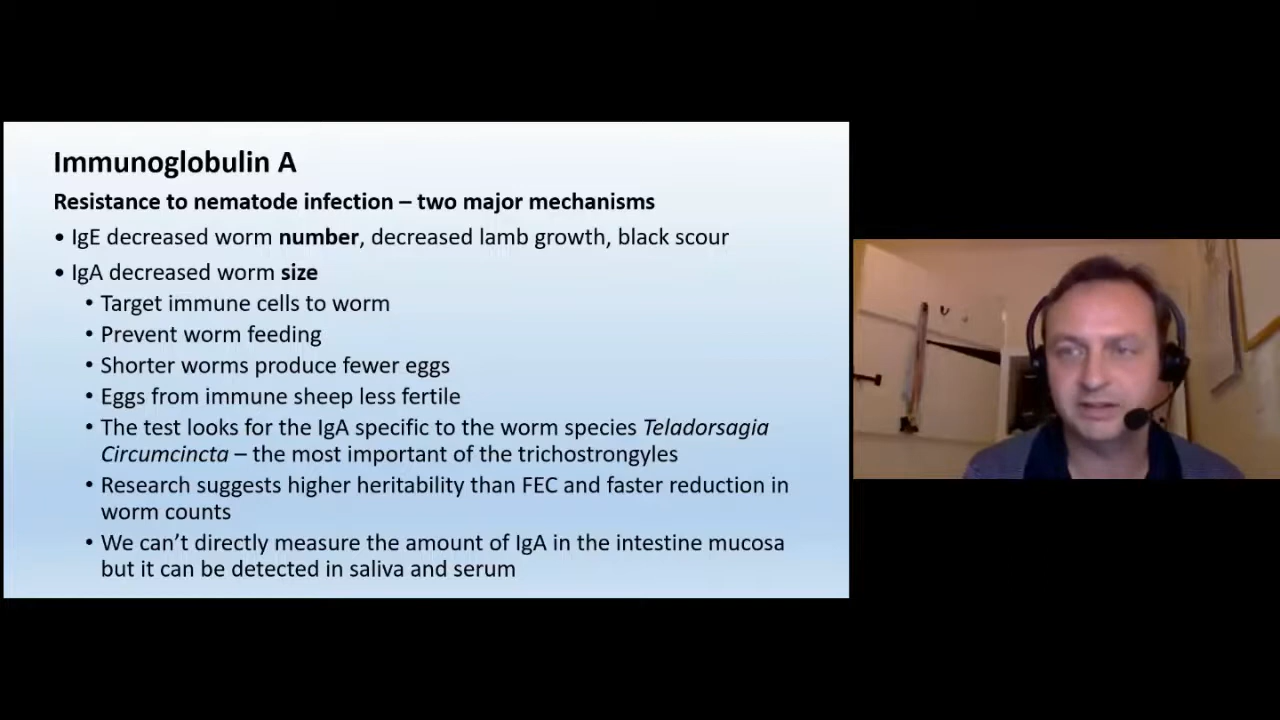 Immunoglobulin A
Resistance to nematode infection – two major mechanisms
• IgE decreased worm number, decreased lamb growth, black scour
• IgA decreased worm size
• Target immune cells to worm
• Prevent worm feeding
• Shorter worms produce fewer eggs
• Eggs from immune sheep less fertile
• The test looks for the IgA specific to the worm species Teladorsagia
Circumcincta – the most important of the trichostrongyles
• Research suggests higher heritability than FEC and faster reduction in
worm counts
• We can’t directly measure the amount of IgA in the intestine mucosa
but it can be detected in saliva and serum